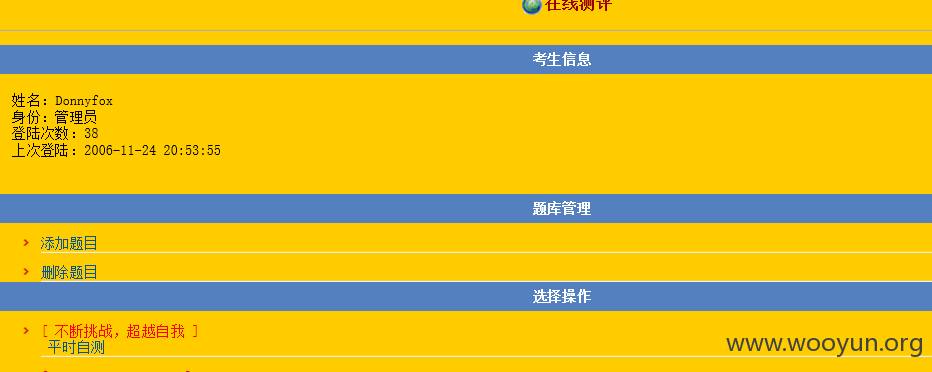 在线测评
考生信息
姓名：Donnyfox
身份：管理员
登陆次数：38
上次登陆：2006-11-24 20:53:55
题库管理
添加题目
删除题目
选择操作
[ 不断挑战，超越自我 ]
平时自测
www.wooyun.org